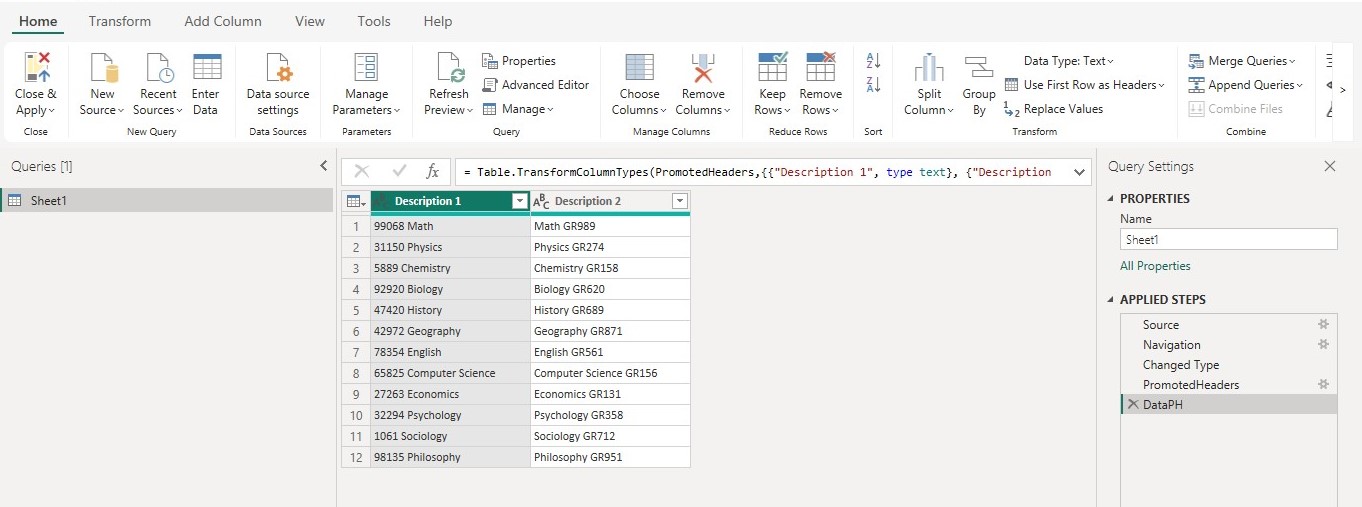 Home Transform Add Column View Tools Help
Close & Apply
New Source
Recent Sources
Enter Data
Data source settings
Manage Parameters
Refresh Preview
Properties
Advanced Editor
Manage
Choose Columns
Remove Columns
Keep Rows
Remove Rows
A Z
Z A
Split Column
Group By
Data Type: Text
Use First Row as Headers
1 2 Replace Values
Merge Queries
Append Queries
Combine Files
Close New Query Data Sources Parameters Query Manage Columns Reduce Rows Sort Transform Combine
Queries [1]
Sheet1
fx = Table.TransformColumnTypes(PromotedHeaders,{{"Description 1", type text}, {"Description
Description 1 ABC Description 2
1 99068 Math Math GR989
2 31150 Physics Physics GR274
3 5889 Chemistry Chemistry GR158
4 92920 Biology Biology GR620
5 47420 History History GR689
6 42972 Geography Geography GR871
7 78354 English English GR561
8 65825 Computer Science Computer Science GR156
9 27263 Economics Economics GR131
10 32294 Psychology Psychology GR358
11 1061 Sociology Sociology GR712
12 98135 Philosophy Philosophy GR951
Query Settings
PROPERTIES
Name
Sheet1
All Properties
APPLIED STEPS
Source
Navigation
Changed Type
PromotedHeaders
DataPH